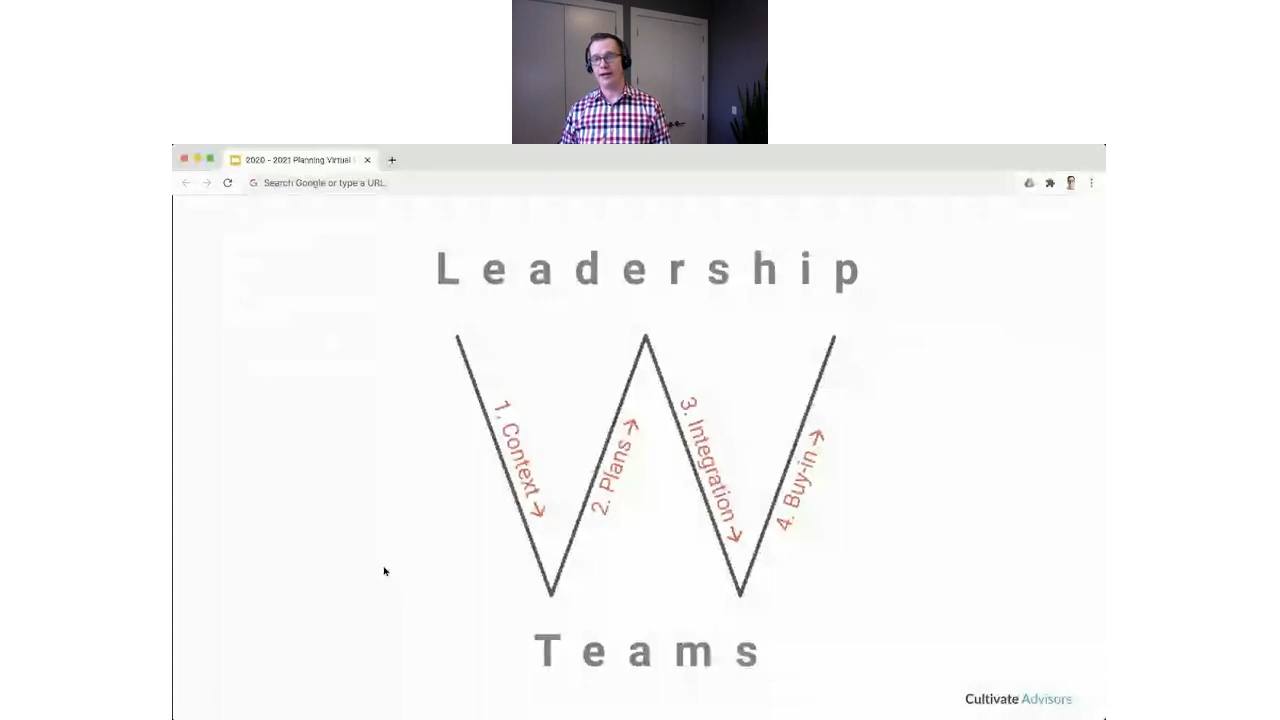 2020 - 2021 Planning Virtual
Search Google or type a URL
Leadership
1, Context →
2. Plans →
3. Integration →
4. Buy-in →
Teams
Cultivate Advisors